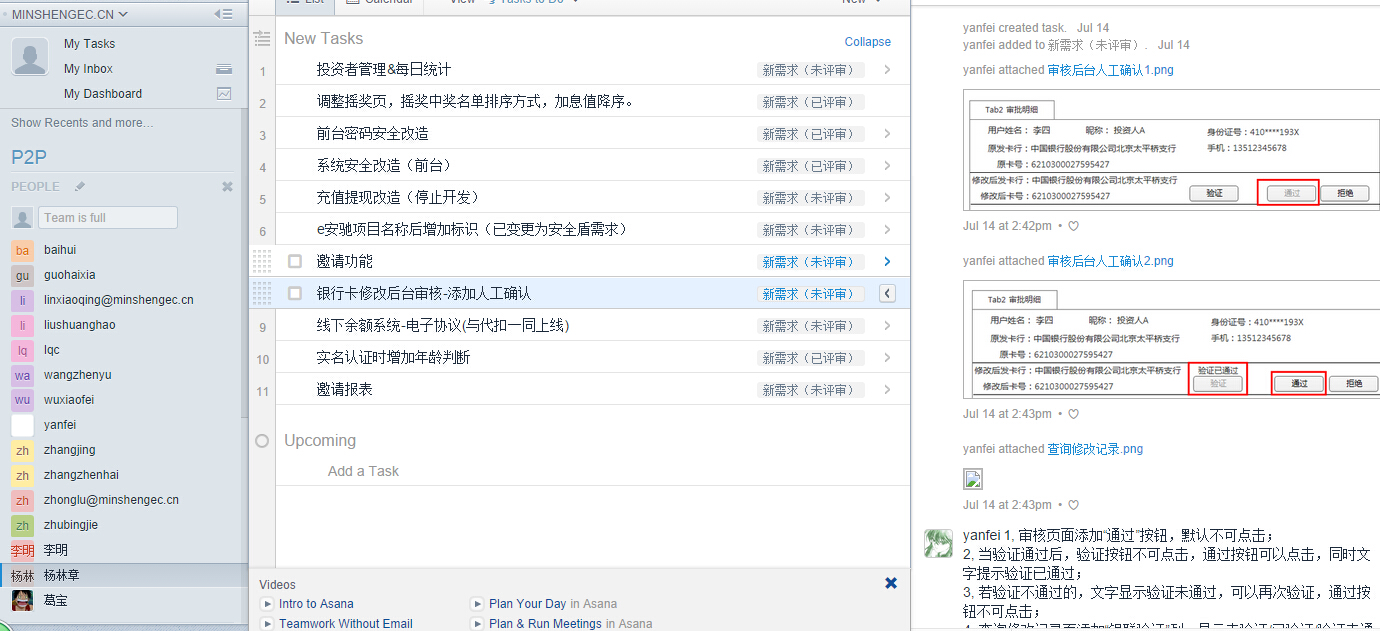 MINSHENGEC.CN
My Tasks
My Inbox
My Dashboard
Show Recents and more…
P2P
PEOPLE
Team is full
ba baihui
gu guohaixia
li linxiaoqing@minshengec.cn
li liushuanghao
lq lqc
wa wangzhenyu
wu wuxiaofei
yanfei
zh zhangjing
zh zhangzhenhai
zh zhonglu@minshengec.cn
zh zhubingjie
李明 李明
杨林 杨林章
葛宝
List Calendar View Tasks to Do New
New Tasks
Collapse
1 投资者管理&每日统计 新需求（未评审）
2 调整摇奖页，摇奖中奖名单排序方式，加息值降序。 新需求（已评审）
3 前台密码安全改造 新需求（已评审）
4 系统安全改造（前台） 新需求（已评审）
5 充值提现改造（停止开发） 新需求（未评审）
6 e安驰项目名称后增加标识（已变更为安全盾需求） 新需求（未评审）
邀请功能 新需求（未评审）
银行卡修改后台审核-添加人工确认 新需求（未评审）
9 线下余额系统-电子协议(与代扣一同上线) 新需求（未评审）
10 实名认证时增加年龄判断 新需求（已评审）
11 邀请报表 新需求（未评审）
Upcoming
Add a Task
Videos
Intro to Asana
Plan Your Day in Asana
Teamwork Without Email
Plan & Run Meetings in Asana
yanfei created task. Jul 14
yanfei added to 新需求（未评审）. Jul 14
yanfei attached 审核后台人工确认1.png
Tab2 审批明细
用户姓名： 李四 昵称： 投资人A 身份证号：410****193X
原发卡行：中国银行股份有限公司北京太平桥支行 手机：13512345678
原卡号：6210300027595427
修改后发卡行：中国银行股份有限公司北京太平桥支行
修改后卡号：6210300027595427 验证 通过 拒绝
Jul 14 at 2:42pm •
yanfei attached 审核后台人工确认2.png
Tab2 审批明细
用户姓名： 李四 昵称： 投资人A 身份证号：410****193X
原发卡行：中国银行股份有限公司北京太平桥支行 手机：13512345678
原卡号：6210300027595427
修改后发卡行：中国银行股份有限公司北京太平桥支行 验证已通过
修改后卡号：6210300027595427 验证 通过 拒绝
Jul 14 at 2:43pm •
yanfei attached 查询修改记录.png
Jul 14 at 2:43pm •
yanfei 1, 审核页面添加“通过”按钮，默认不可点击；
2, 当验证通过后，验证按钮不可点击，通过按钮可以点击，同时文
字提示验证已通过；
3, 若验证不通过的，文字显示验证未通过，可以再次验证，通过按
钮不可点击；